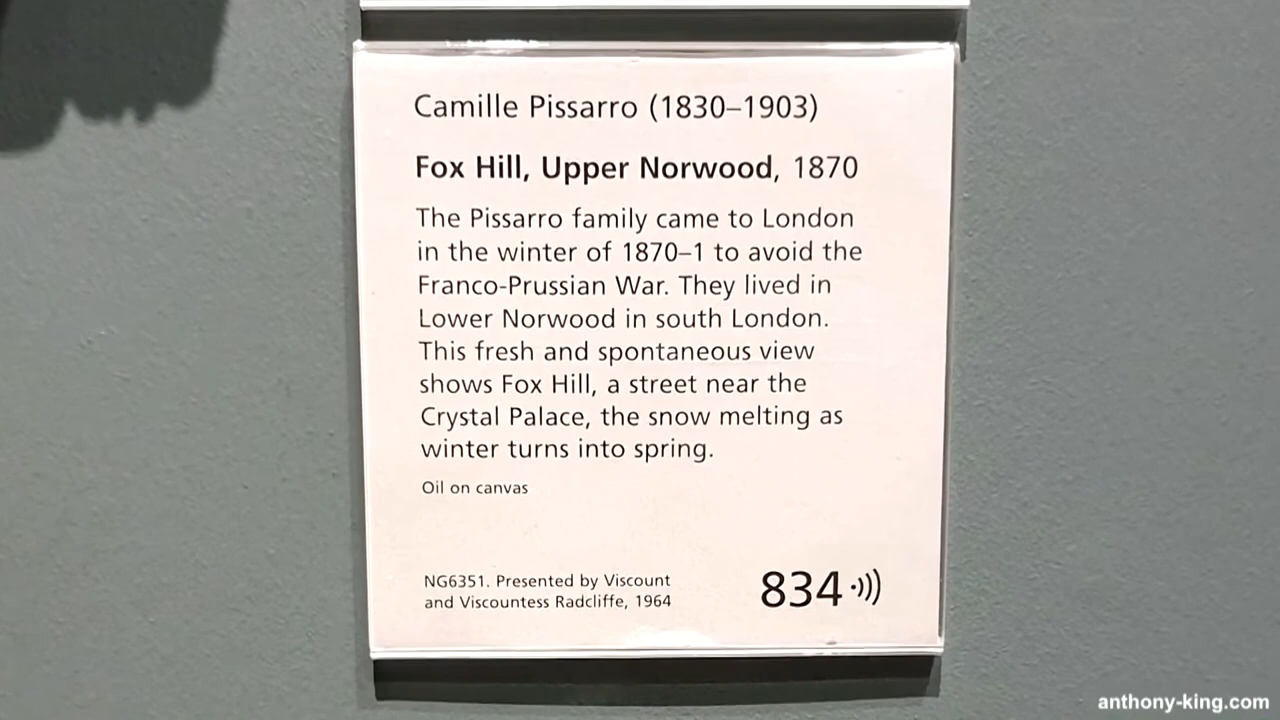 Camille Pissarro (1830–1903)
Fox Hill, Upper Norwood, 1870
The Pissarro family came to London
in the winter of 1870–1 to avoid the
Franco-Prussian War. They lived in
Lower Norwood in south London.
This fresh and spontaneous view
shows Fox Hill, a street near the
Crystal Palace, the snow melting as
winter turns into spring.
Oil on canvas
NG6351. Presented by Viscount
and Viscountess Radcliffe, 1964
834
anthony-king.com